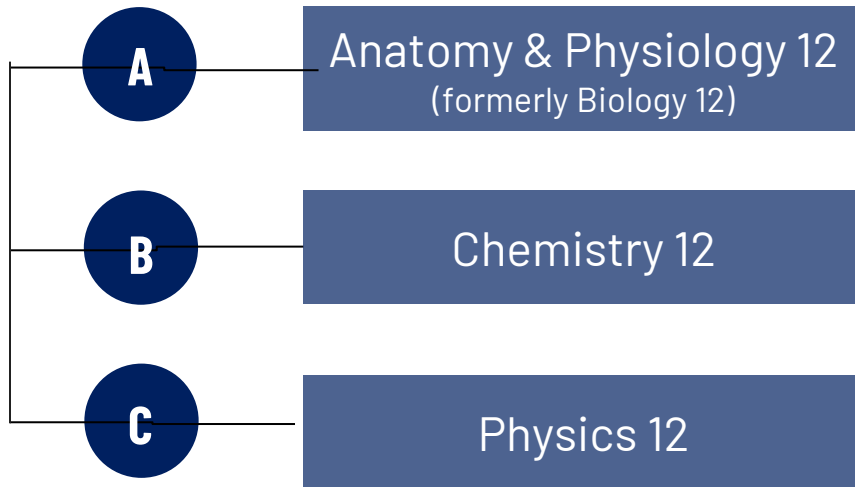 A
Anatomy & Physiology 12
(formerly Biology 12)
B
Chemistry 12
C
Physics 12